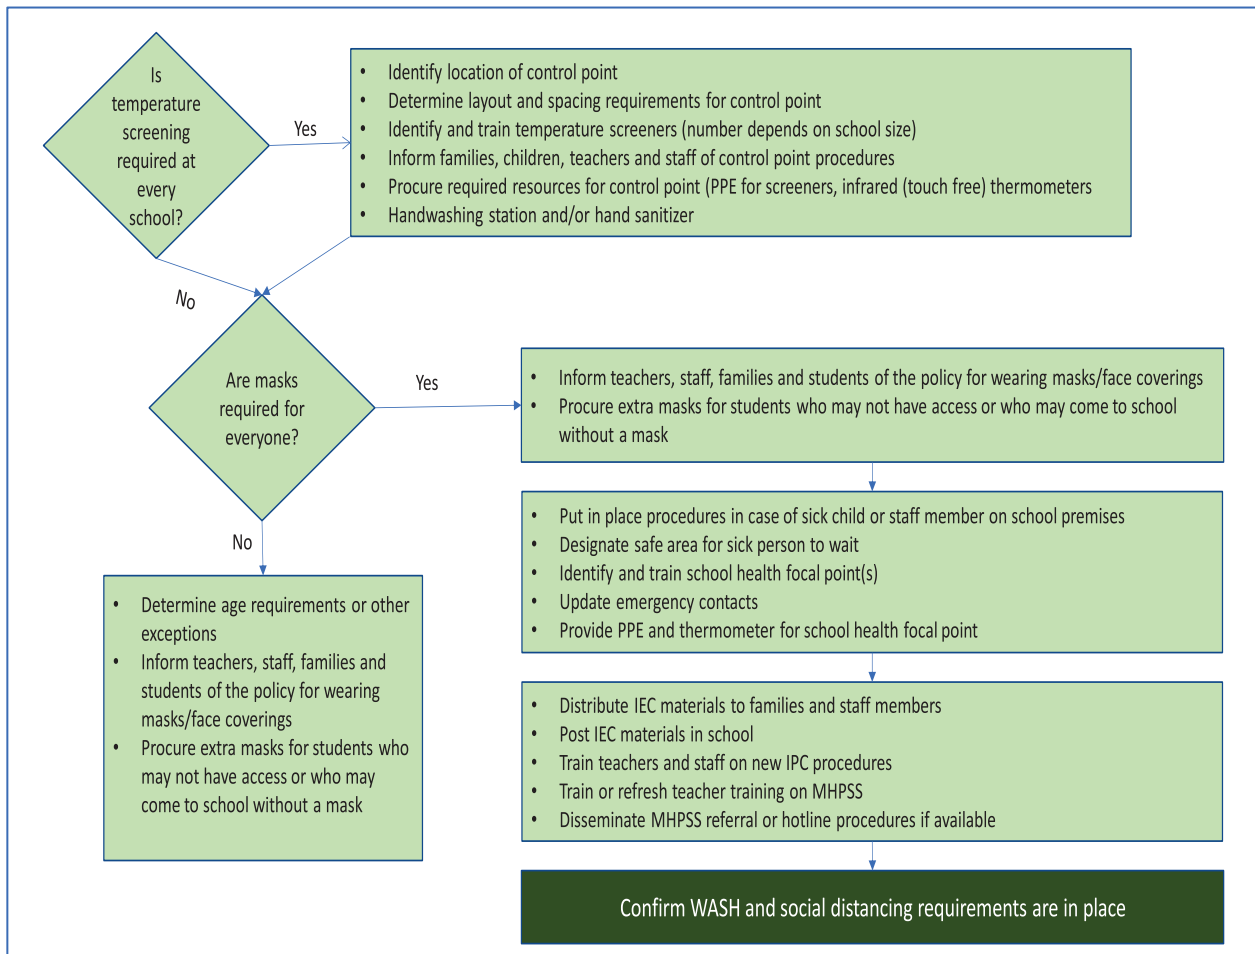 Is
temperature
screening
required at
every
school?
Yes
• Identify location of control point
• Determine layout and spacing requirements for control point
• Identify and train temperature screeners (number depends on school size)
• Inform families, children, teachers and staff of control point procedures
• Procure required resources for control point (PPE for screeners, infrared (touch free) thermometers
• Handwashing station and/or hand sanitizer
No
Are masks
required for
everyone?
Yes
• Inform teachers, staff, families and students of the policy for wearing masks/face coverings
• Procure extra masks for students who may not have access or who may come to school
without a mask
No
• Determine age requirements or other
exceptions
• Inform teachers, staff, families and
students of the policy for wearing
masks/face coverings
• Procure extra masks for students who
may not have access or who may
come to school without a mask
• Put in place procedures in case of sick child or staff member on school premises
• Designate safe area for sick person to wait
• Identify and train school health focal point(s)
• Update emergency contacts
• Provide PPE and thermometer for school health focal point
• Distribute IEC materials to families and staff members
• Post IEC materials in school
• Train teachers and staff on new IPC procedures
• Train or refresh teacher training on MHPSS
• Disseminate MHPSS referral or hotline procedures if available
Confirm WASH and social distancing requirements are in place